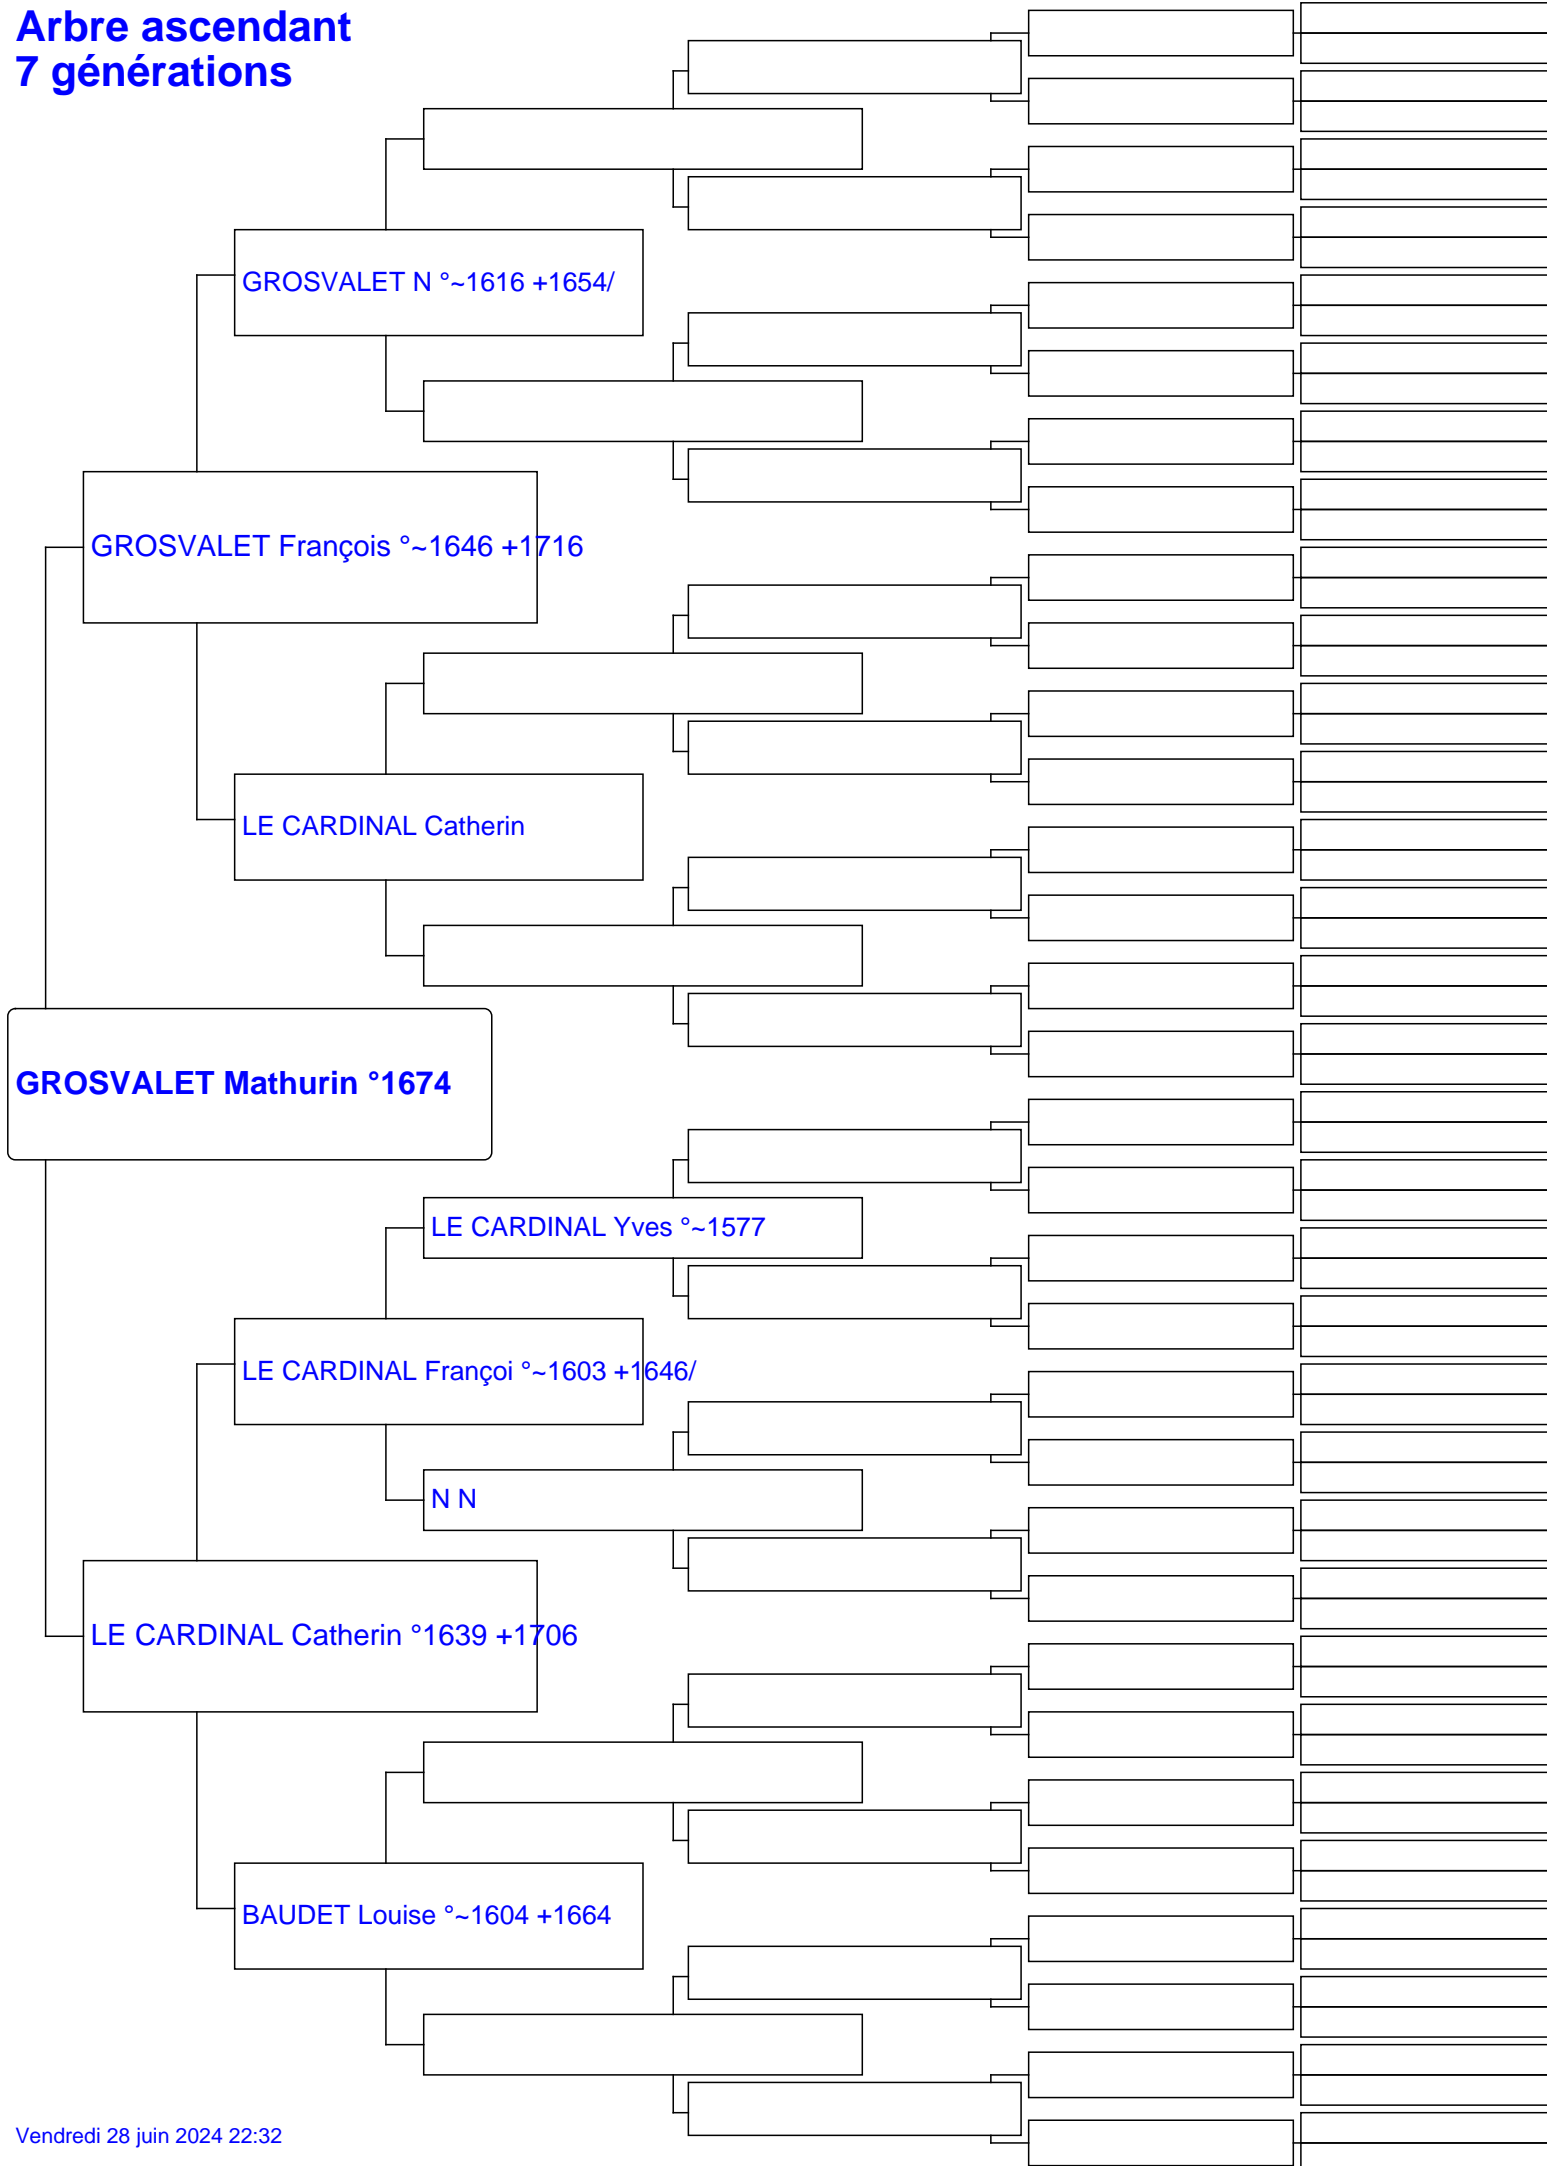 Arbre ascendant
7 générations
GROSVALET N °~1616 +1654/
GROSVALET François °~1646 +1716
LE CARDINAL Catherin
GROSVALET Mathurin °1674
LE CARDINAL Yves °~1577
LE CARDINAL Françoi °~1603 +1646/
N N
LE CARDINAL Catherin °1639 +1706
BAUDET Louise °~1604 +1664
Vendredi 28 juin 2024 22:32